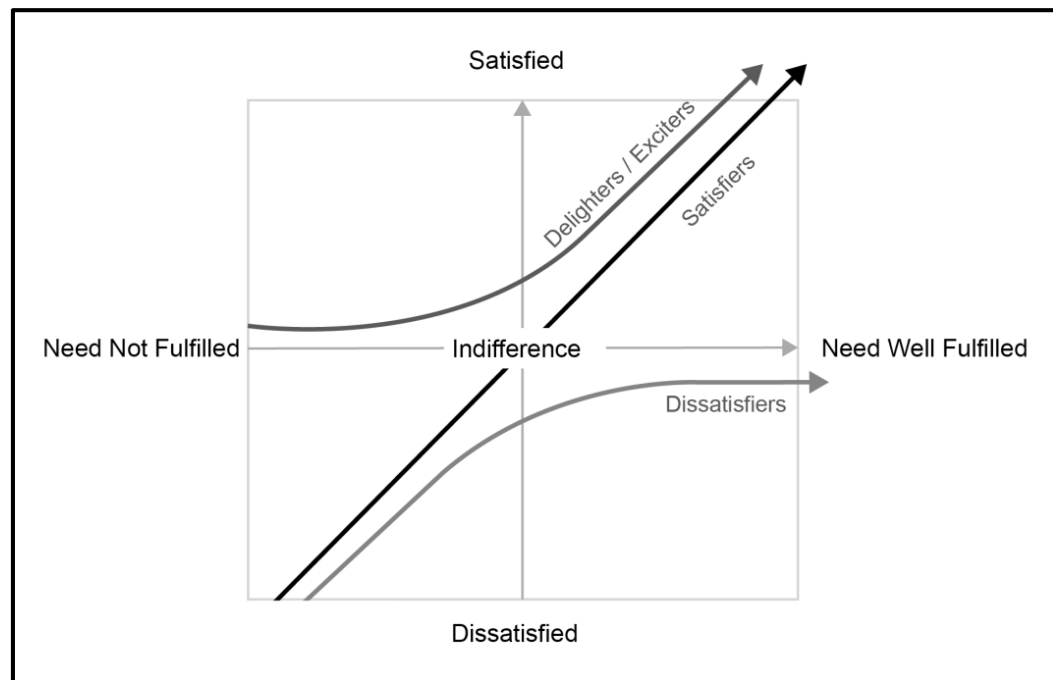 Satisfied
Delighters / Exciters
Satisfiers
Need Not Fulfilled
Indifference
Need Well Fulfilled
Dissatisfiers
Dissatisfied